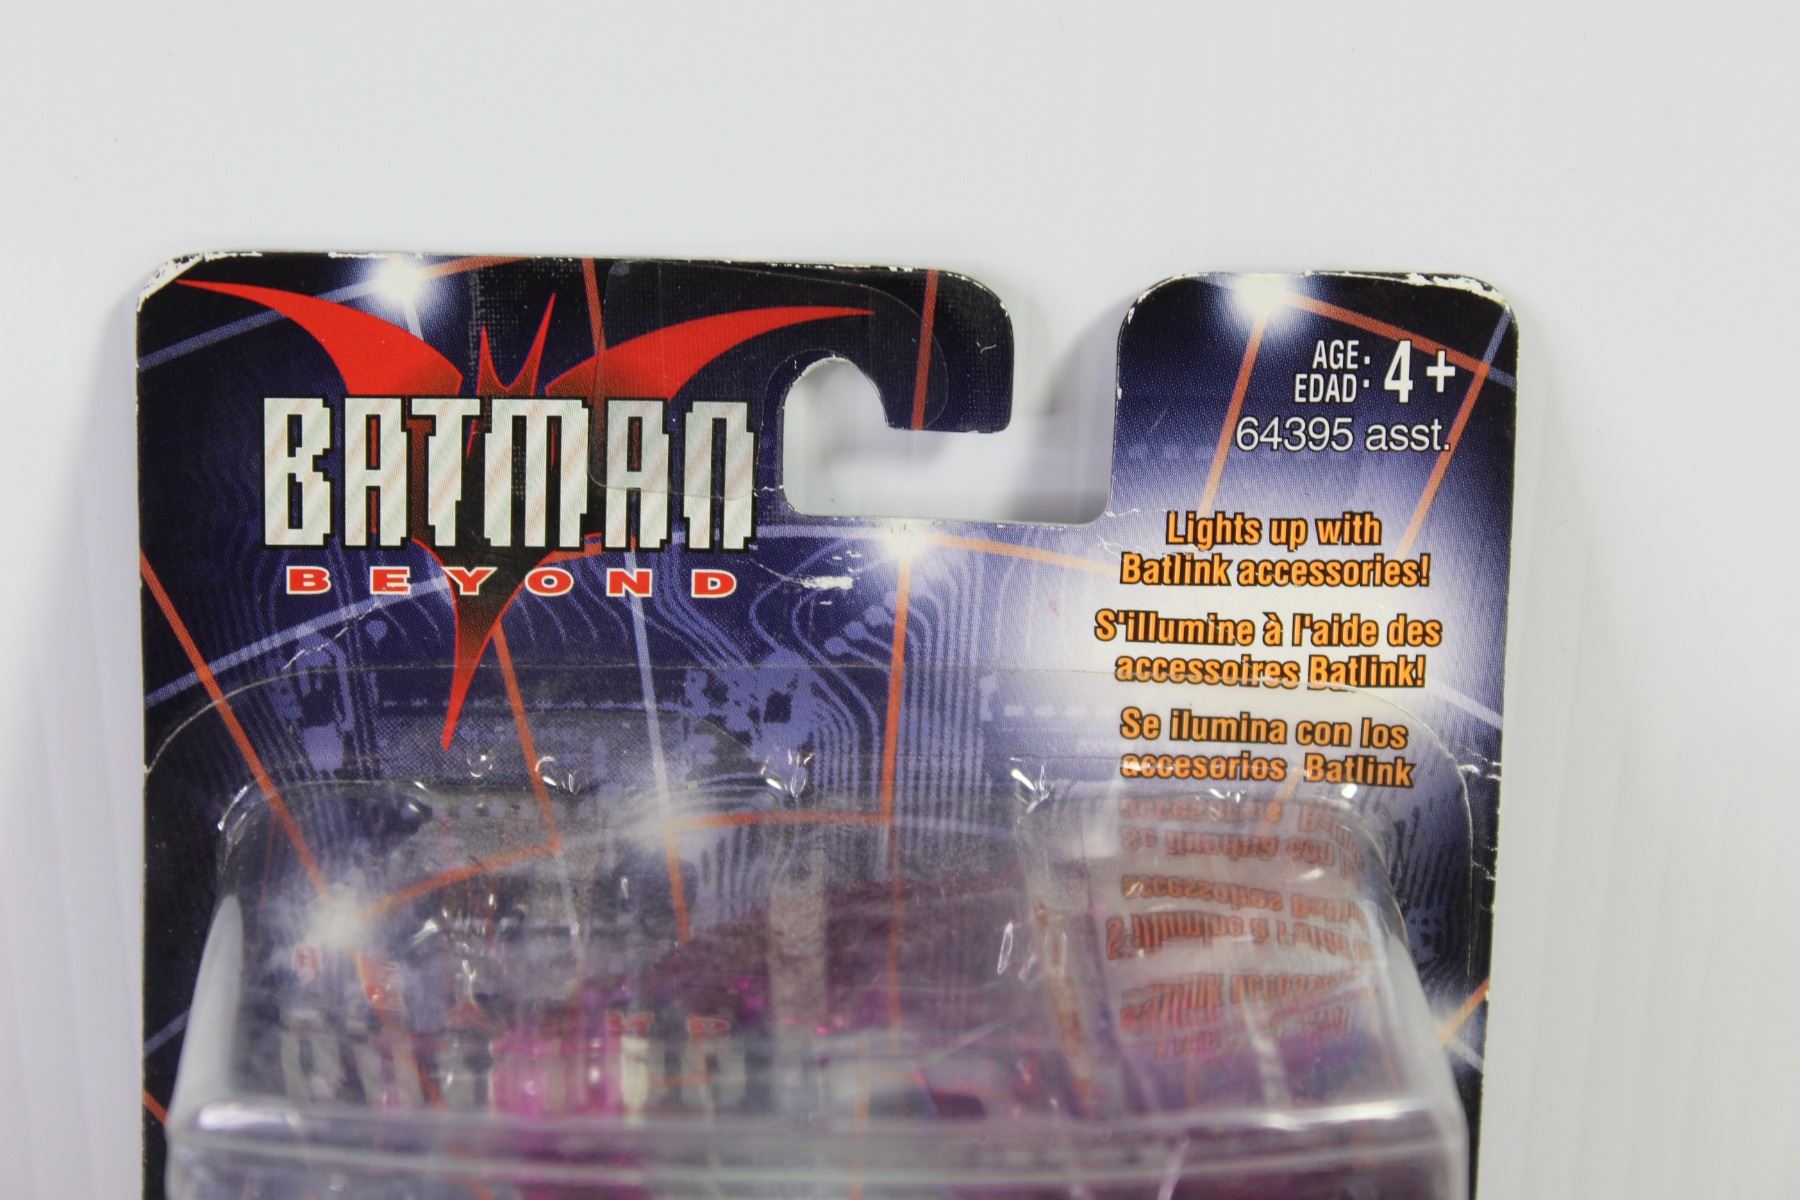 BATMAN
BEYOND
AGE:
EDAD:
4+
64395 asst.
Lights up with
Batlink accessories!
S'illumine à l'aide des
accessoires Batlink!
Se ilumina con los
accesorios Batlink